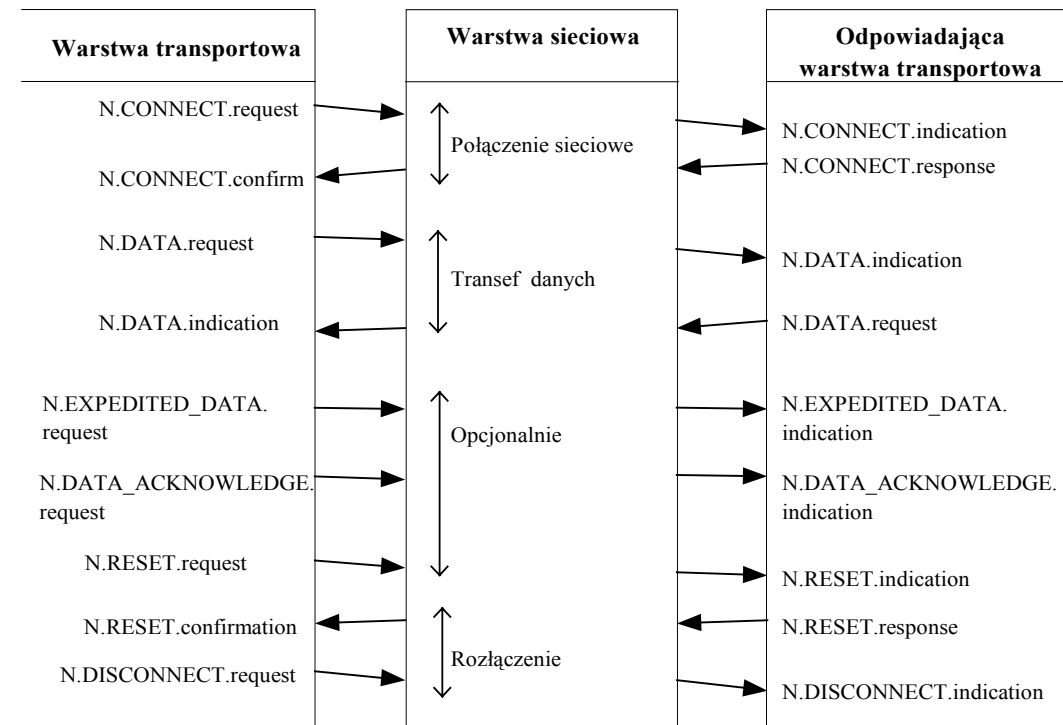 Warstwa transportowa
Warstwa sieciowa
Odpowiadająca
warstwa transportowa
N.CONNECT.request
N.CONNECT.indication
Połączenie sieciowe
N.CONNECT.confirm
N.CONNECT.response
N.DATA.request
N.DATA.indication
Transef danych
N.DATA.indication
N.DATA.request
N.EXPEDITED_DATA.
request
N.EXPEDITED_DATA.
indication
Opcjonalnie
N.DATA_ACKNOWLEDGE.
request
N.DATA_ACKNOWLEDGE.
indication
N.RESET.request
N.RESET.indication
N.RESET.confirmation
N.RESET.response
Rozłączenie
N.DISCONNECT.request
N.DISCONNECT.indication